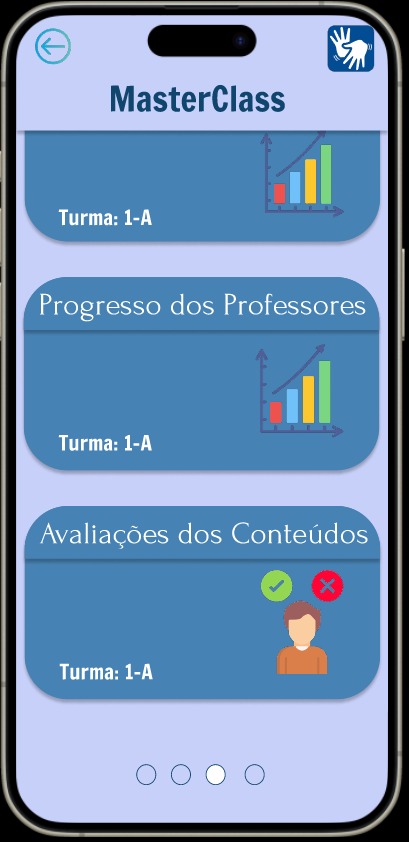 MasterClass
Turma: 1-A
Progresso dos Professores
Turma: 1-A
Avaliações dos Conteúdos
Turma: 1-A